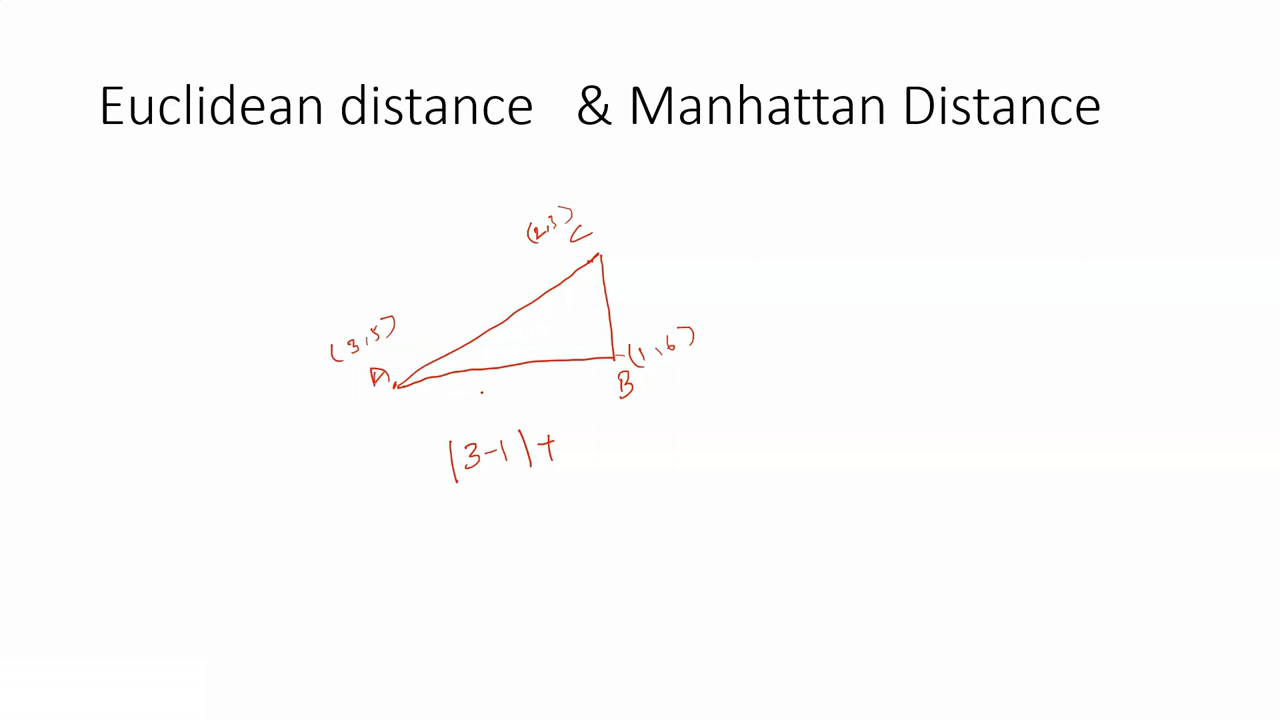 Euclidean distance & Manhattan Distance
(2,3)
C
(3,5)
A
(1,6)
B
|3-1|+